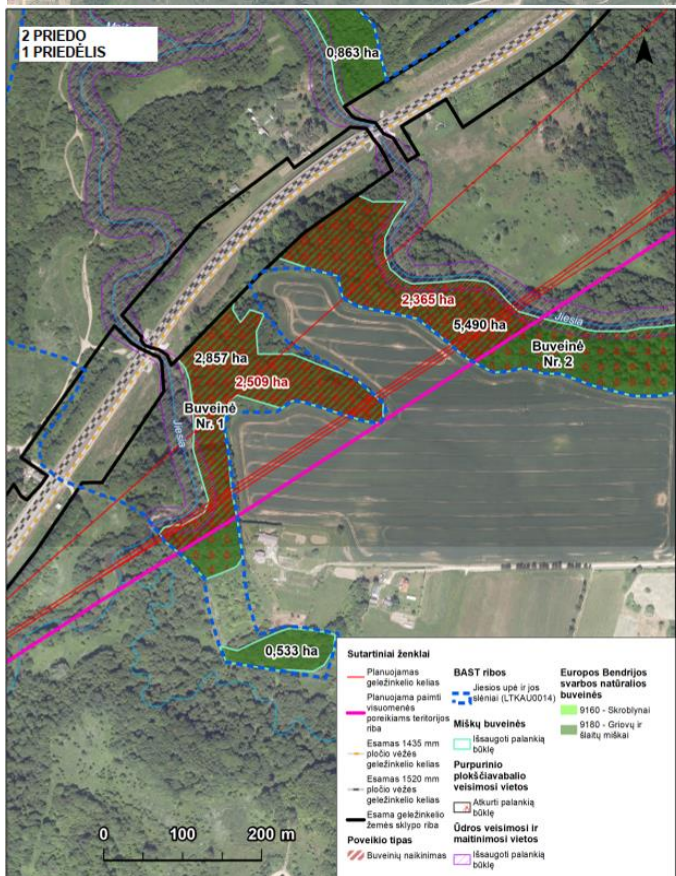 2 PRIEDO
1 PRIEDĖLIS
0,863 ha
2,365 ha
5,490 ha
Jiesia
Buveinė
Nr. 2
2,857 ha
2,509 ha
Buveinė
Nr. 1
Jiesia
0,533 ha
0 100 200 m
Sutartiniai ženklai
Planuojamas
geležinkelio kelias
Planuojama paimti
visuomenės
poreikiams teritorijos
riba
Esamas 1435 mm
pločio vėžės
geležinkelio kelias
Esamas 1520 mm
pločio vėžės
geležinkelio kelias
Esama geležinkelio
žemės sklypo riba
Poveikio tipas
Buveinių naikinimas
BAST ribos
Jiesios upė ir jos
slėniai (LTKAU0014)
Miškų buveinės
Išsaugoti palankią
būklę
Purpurinio
plokščiavabalio
veisimosi vietos
Atkurti palankią
būklę
Ūdros veisimosi ir
maitinimosi vietos
Išsaugoti palankią
būklę
Europos Bendrijos
svarbos natūralios
buveinės
9160 - Skroblynai
9180 - Griovų ir
šlaitų miškai